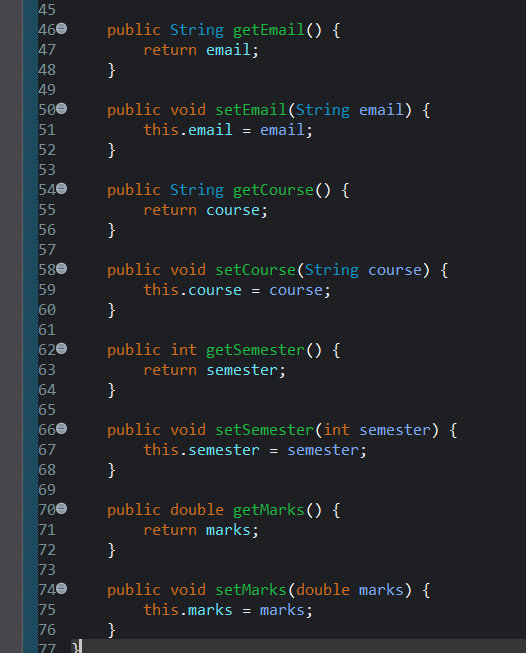 45
46 public String getEmail() {
47 return email;
48 }
49
50 public void setEmail(String email) {
51 this.email = email;
52 }
53
54 public String getCourse() {
55 return course;
56 }
57
58 public void setCourse(String course) {
59 this.course = course;
60 }
61
62 public int getSemester() {
63 return semester;
64 }
65
66 public void setSemester(int semester) {
67 this.semester = semester;
68 }
69
70 public double getMarks() {
71 return marks;
72 }
73
74 public void setMarks(double marks) {
75 this.marks = marks;
76 }
77 }